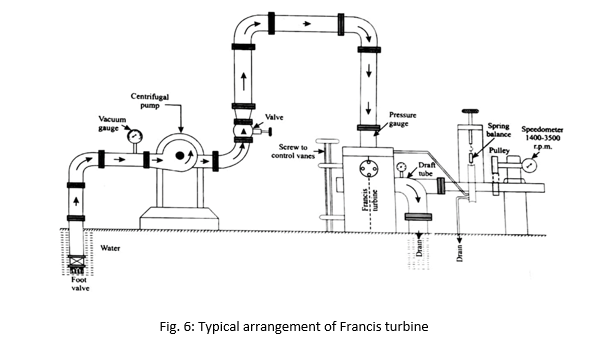 Centrifugal
pump
Vacuum
gauge
Valve
Water
Foot
valve
Screw to
control vanes
Pressure
gauge
Francis
turbine
Draft
tube
Drain
Drain
Spring
balance
Pulley
Speedometer
1400-3500
r.p.m.
Fig. 6: Typical arrangement of Francis turbine